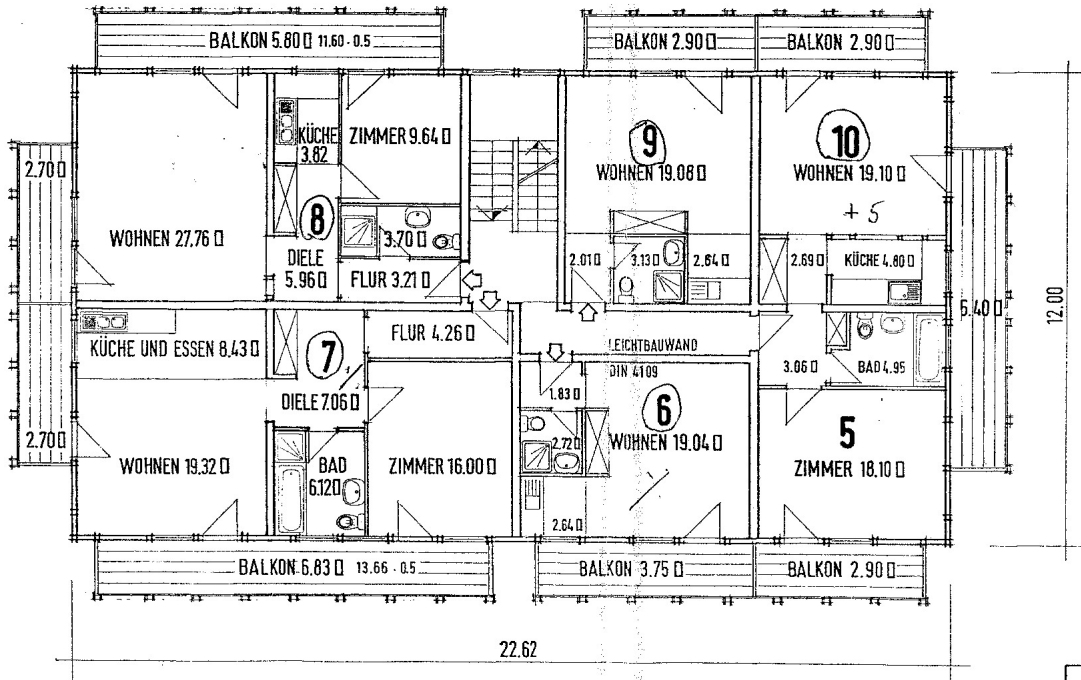 BALKON 5.80 □ 11.60 - 0.5
BALKON 2.90 □
BALKON 2.90 □
2.70 □
WOHNEN 27.76 □
KÜCHE
3.82
ZIMMER 9.64 □
8
DIELE
5.96 □
3.70 □
FLUR 3.21 □
9
WOHNEN 19.08 □
2.01 □
3.13 □
2.64 □
10
WOHNEN 19.10 □
+ 5
2.69 □
KÜCHE 4.80 □
6.40 □
12.00
KÜCHE UND ESSEN 8.43 □
7
DIELE 7.06 □
FLUR 4.26 □
LEICHTBAUWAND
DIN 4109
1.83 □
6
WOHNEN 19.04 □
2.72 □
2.64 □
3.06 □
BAD 4.95
5
ZIMMER 18.10 □
2.70 □
WOHNEN 19.32 □
BAD
6.12 □
ZIMMER 16.00 □
BALKON 6.83 □ 13.66 - 0.5
BALKON 3.75 □
BALKON 2.90 □
22.62